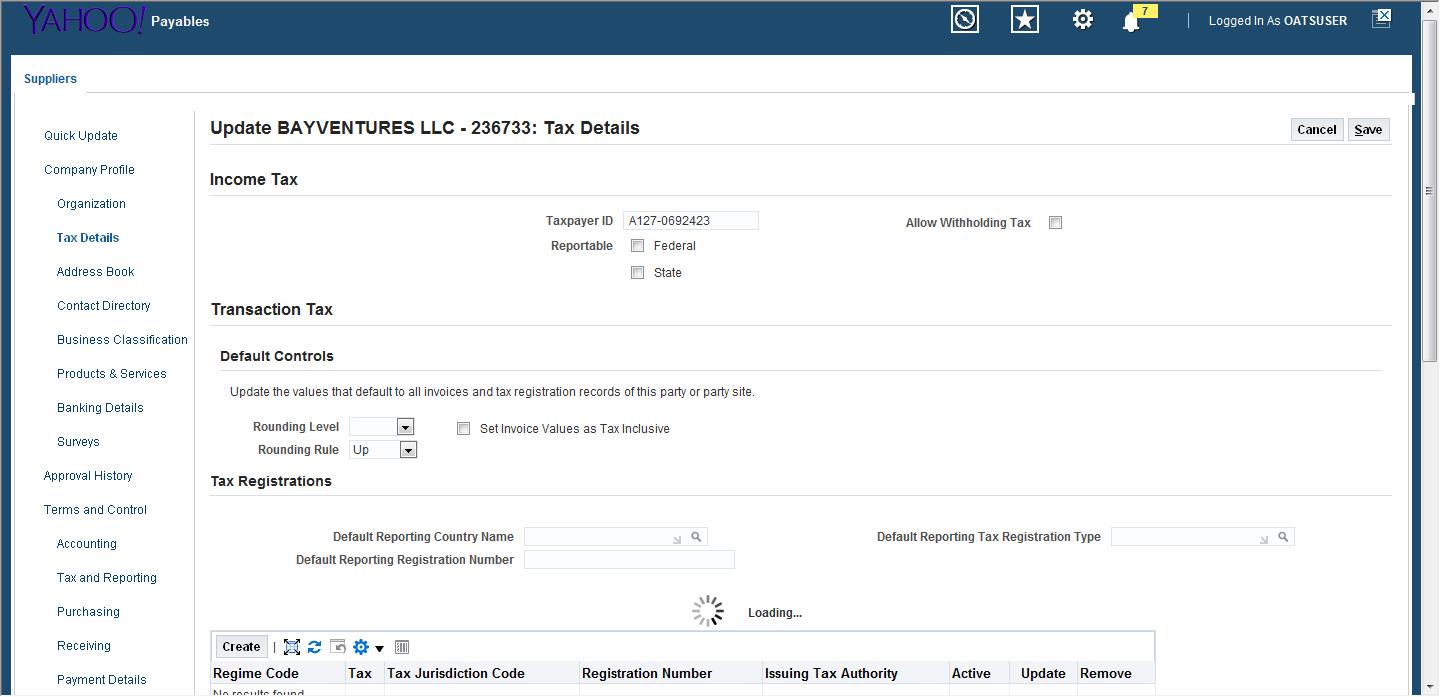 YAHOO! Payables
7
Logged In As OATSUSER
Suppliers
Quick Update
Company Profile
Organization
Tax Details
Address Book
Contact Directory
Business Classification
Products & Services
Banking Details
Surveys
Approval History
Terms and Control
Accounting
Tax and Reporting
Purchasing
Receiving
Payment Details
Update BAYVENTURES LLC - 236733: Tax Details
Cancel Save
Income Tax
Taxpayer ID A127-0692423 Allow Withholding Tax
Reportable Federal
State
Transaction Tax
Default Controls
Update the values that default to all invoices and tax registration records of this party or party site.
Rounding Level Set Invoice Values as Tax Inclusive
Rounding Rule Up
Tax Registrations
Default Reporting Country Name Default Reporting Tax Registration Type
Default Reporting Registration Number
Loading...
Create
Regime Code Tax Tax Jurisdiction Code Registration Number Issuing Tax Authority Active Update Remove
No results found